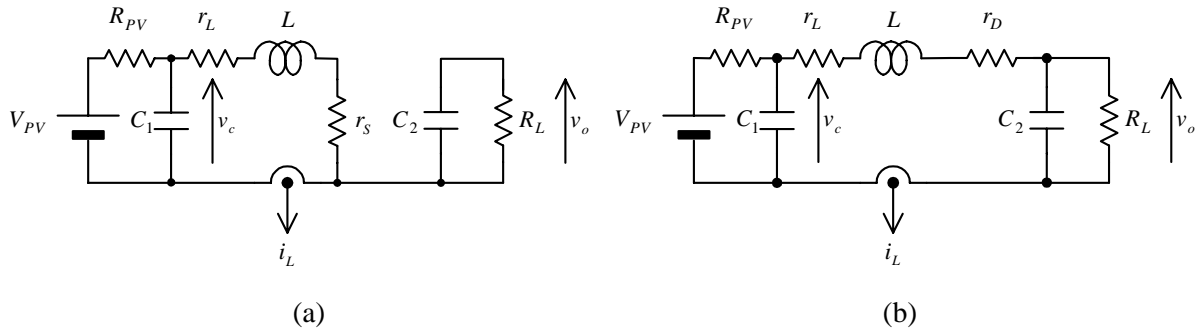 R_PV r_L L
V_PV C_1 v_c r_S C_2 R_L v_o
i_L
(a)
R_PV r_L L r_D
V_PV C_1 v_c C_2 R_L v_o
i_L
(b)